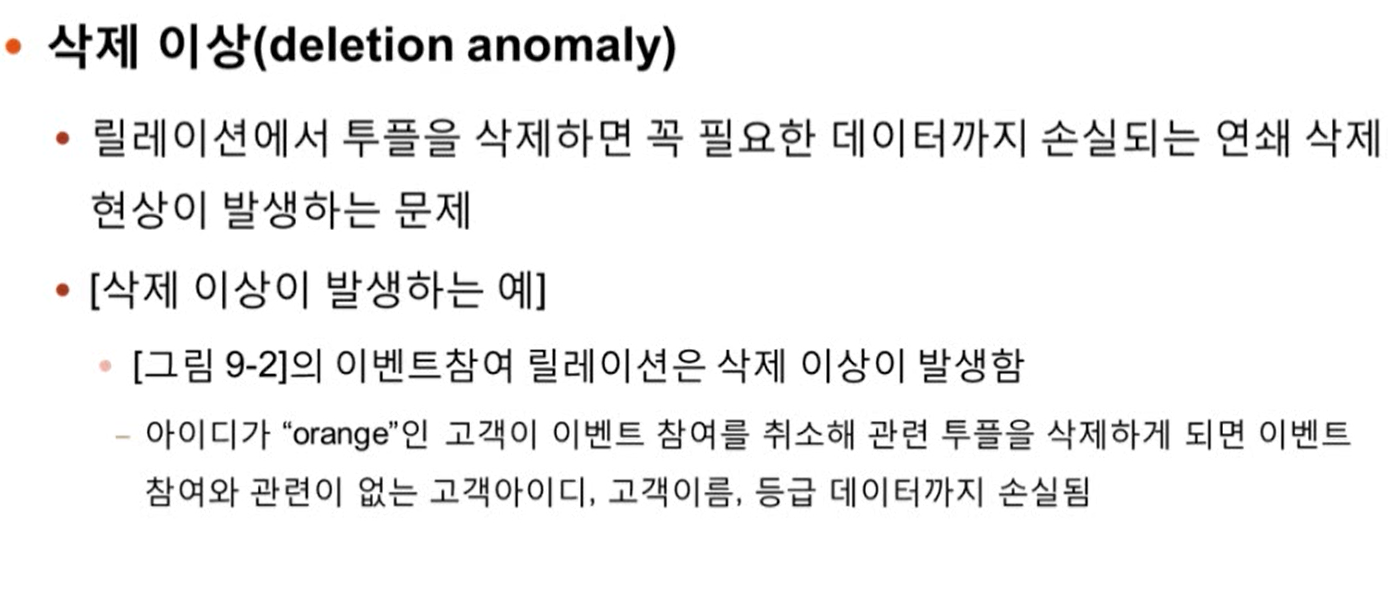 • 삭제 이상(deletion anomaly)
• 릴레이션에서 투플을 삭제하면 꼭 필요한 데이터까지 손실되는 연쇄 삭제
현상이 발생하는 문제
• [삭제 이상이 발생하는 예]
• [그림 9-2]의 이벤트참여 릴레이션은 삭제 이상이 발생함
– 아이디가 “orange”인 고객이 이벤트 참여를 취소해 관련 투플을 삭제하게 되면 이벤트
참여와 관련이 없는 고객아이디, 고객이름, 등급 데이터까지 손실됨